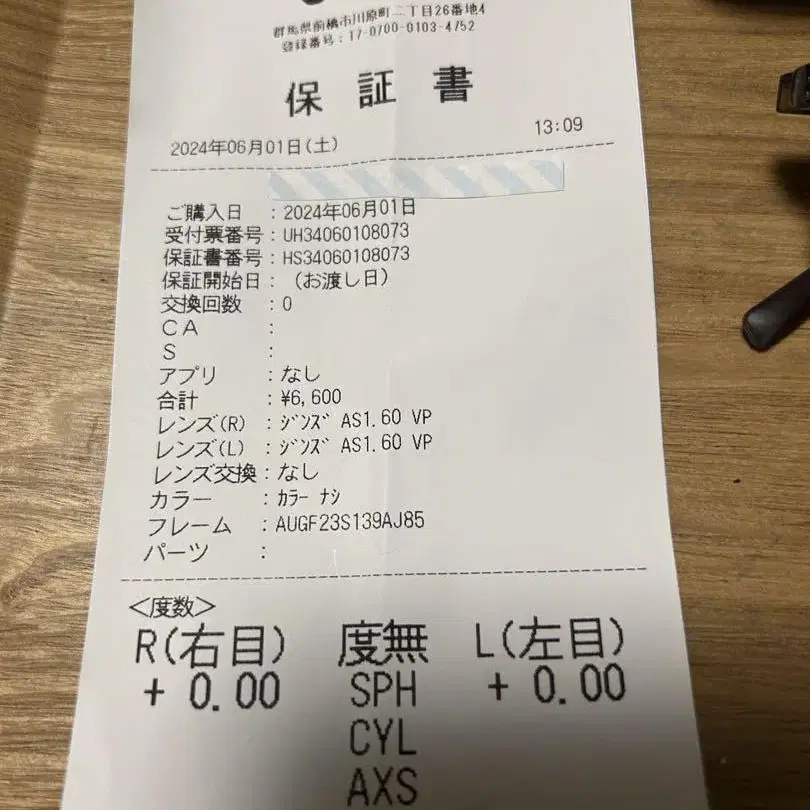 群馬県前橋市川原町二丁目26番地4
登録番号:17-0700-0103-4752
保 証 書
2024年06月01日(土) 13:09
ご購入日 :2024年06月01日
受付票番号:UH34060108073
保証書番号:HS34060108073
保証開始日:(お渡し日)
交換回数 :0
CA :
S :
アプリ :なし
合計 :¥6,600
レンズ(R) :ジンズ AS1.60 VP
レンズ(L) :ジンズ AS1.60 VP
レンズ交換:なし
カラー :カラー ナシ
フレーム :AUGF23S139AJ85
パーツ :
<度数>
R(右目) 度無 L(左目)
+ 0.00 SPH + 0.00
CYL
AXS